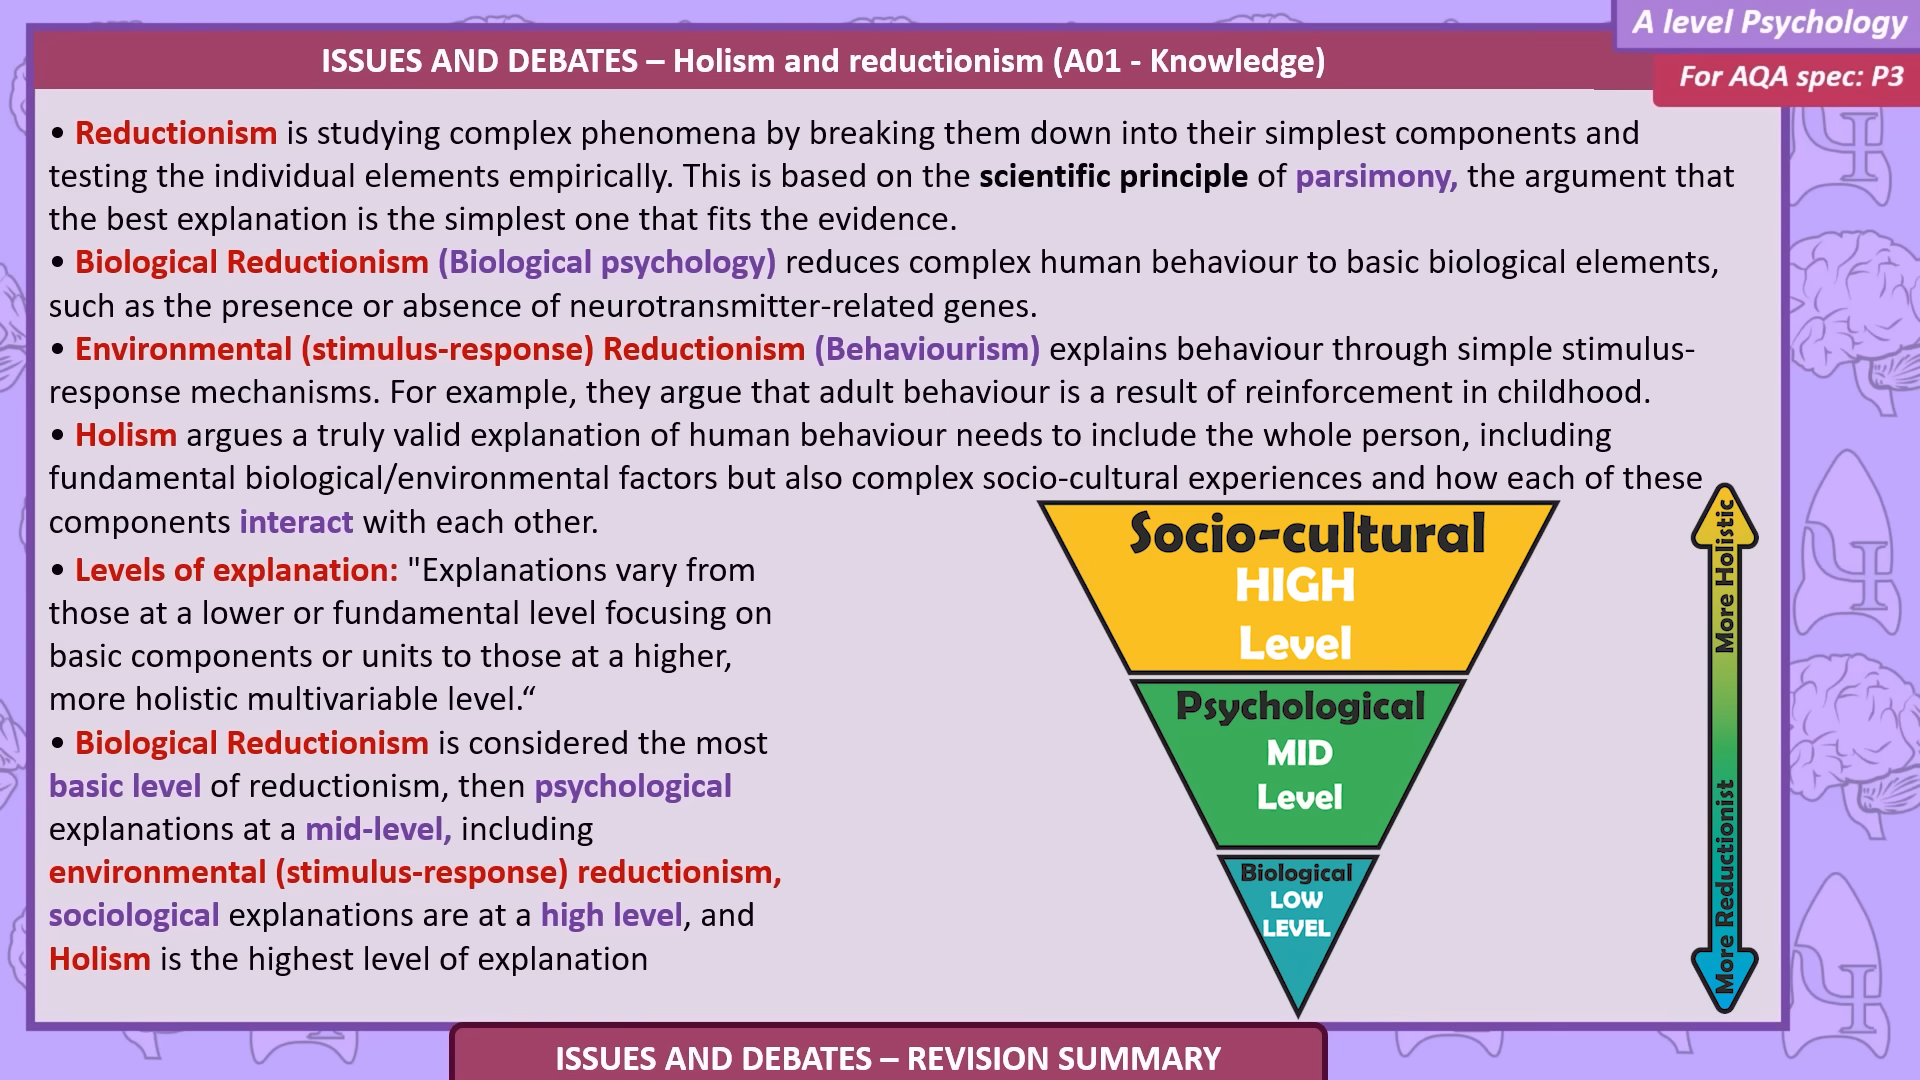 A level Psychology
ISSUES AND DEBATES – Holism and reductionism (A01 - Knowledge)
For AQA spec: P3
• Reductionism is studying complex phenomena by breaking them down into their simplest components and
testing the individual elements empirically. This is based on the scientific principle of parsimony, the argument that
the best explanation is the simplest one that fits the evidence.
• Biological Reductionism (Biological psychology) reduces complex human behaviour to basic biological elements,
such as the presence or absence of neurotransmitter-related genes.
• Environmental (stimulus-response) Reductionism (Behaviourism) explains behaviour through simple stimulus-
response mechanisms. For example, they argue that adult behaviour is a result of reinforcement in childhood.
• Holism argues a truly valid explanation of human behaviour needs to include the whole person, including
fundamental biological/environmental factors but also complex socio-cultural experiences and how each of these
components interact with each other.
• Levels of explanation: "Explanations vary from
those at a lower or fundamental level focusing on
basic components or units to those at a higher,
more holistic multivariable level.“
• Biological Reductionism is considered the most
basic level of reductionism, then psychological
explanations at a mid-level, including
environmental (stimulus-response) reductionism,
sociological explanations are at a high level, and
Holism is the highest level of explanation
Socio-cultural
HIGH
Level
Psychological
MID
Level
Biological
LOW
LEVEL
More Holistic
More Reductionist
ISSUES AND DEBATES – REVISION SUMMARY